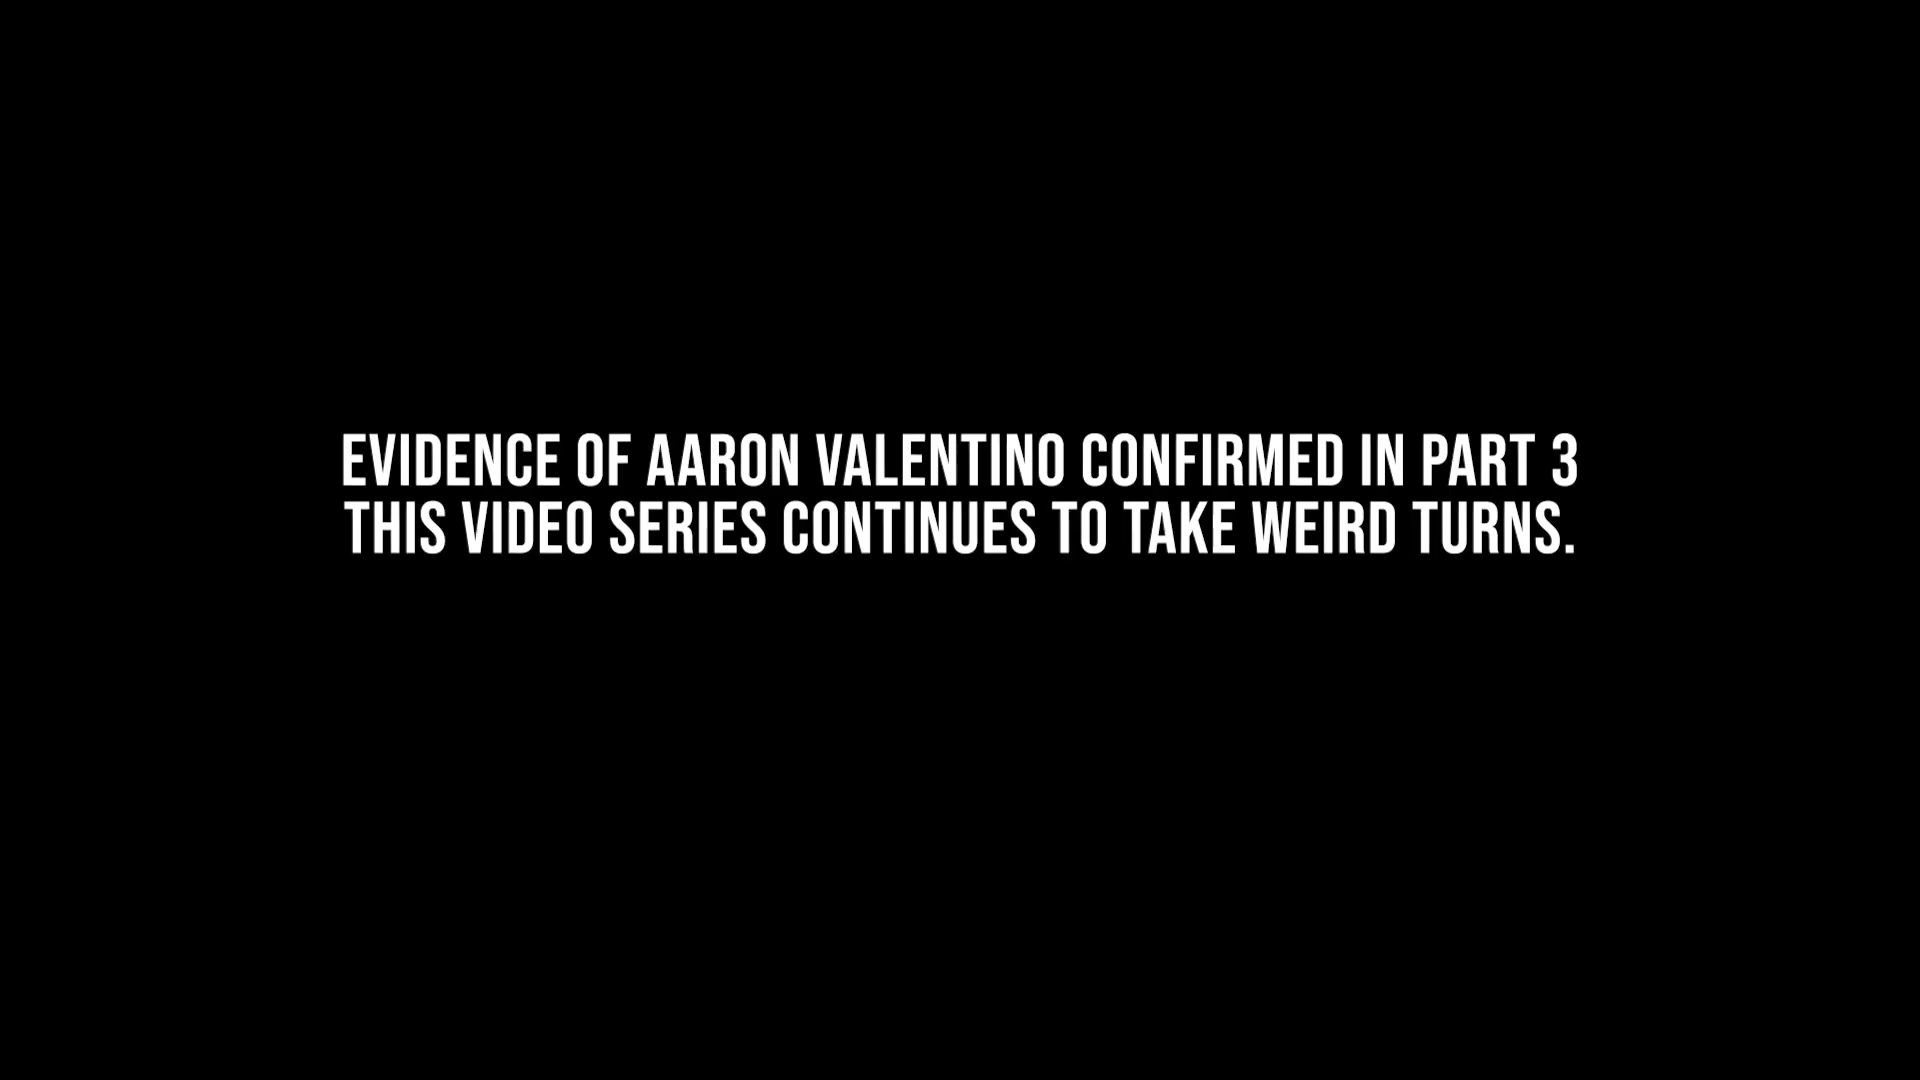 EVIDENCE OF AARON VALENTINO CONFIRMED IN PART 3
THIS VIDEO SERIES CONTINUES TO TAKE WEIRD TURNS.